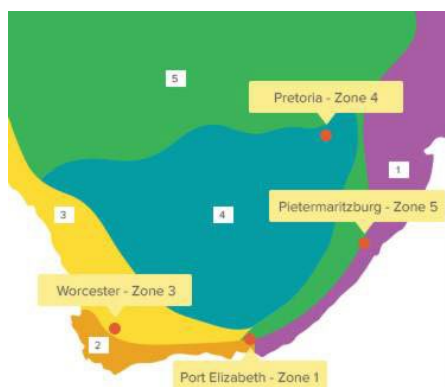 5
Pretoria - Zone 4
1
3
4
Pietermaritzburg - Zone 5
Worcester - Zone 3
2
Port Elizabeth - Zone 1